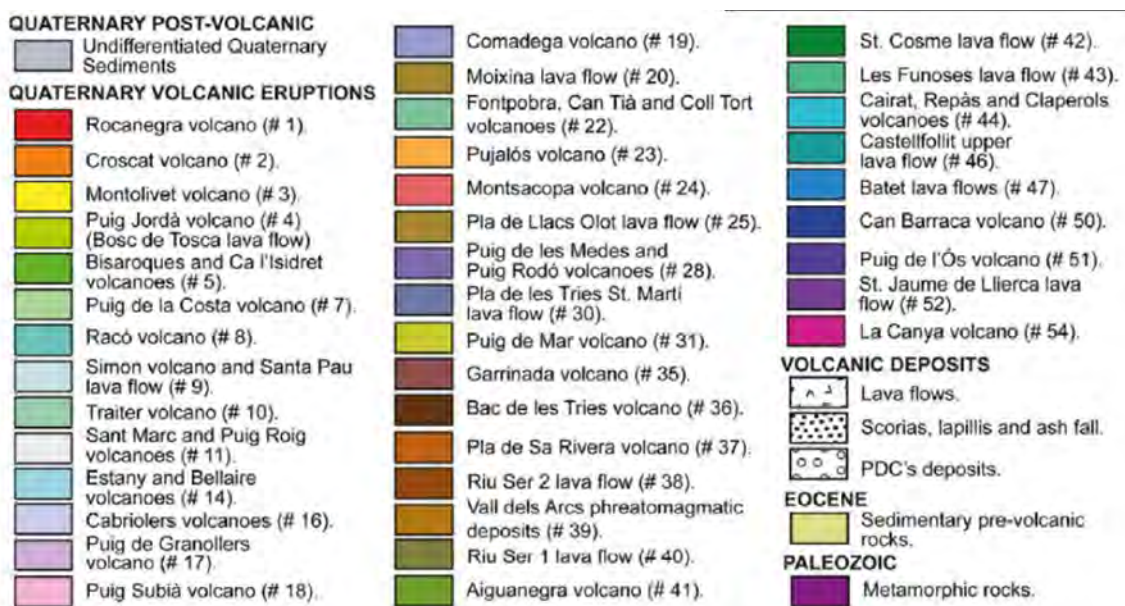 QUATERNARY POST-VOLCANIC
Undifferentiated Quaternary
Sediments
QUATERNARY VOLCANIC ERUPTIONS
Rocanegra volcano (# 1).
Croscat volcano (# 2).
Montolivet volcano (# 3).
Puig Jordà volcano (# 4)
(Bosc de Tosca lava flow)
Bisaroques and Ca l'Isidret
volcanoes (# 5).
Puig de la Costa volcano (# 7).
Racó volcano (# 8).
Simon volcano and Santa Pau
lava flow (# 9).
Traiter volcano (# 10).
Sant Marc and Puig Roig
volcanoes (# 11).
Estany and Bellaire
volcanoes (# 14).
Cabriolers volcanoes (# 16).
Puig de Granollers
volcano (# 17).
Puig Subià volcano (# 18).
Comadega volcano (# 19).
Moixina lava flow (# 20).
Fontpobra, Can Tià and Coll Tort
volcanoes (# 22).
Pujalós volcano (# 23).
Montsacopa volcano (# 24).
Pla de Llacs Olot lava flow (# 25).
Puig de les Medes and
Puig Rodó volcanoes (# 28).
Pla de les Tries St. Martí
lava flow (# 30).
Puig de Mar volcano (# 31).
Garrinada volcano (# 35).
Bac de les Tries volcano (# 36).
Pla de Sa Rivera volcano (# 37).
Riu Ser 2 lava flow (# 38).
Vall dels Arcs phreatomagmatic
deposits (# 39).
Riu Ser 1 lava flow (# 40).
Aiguanegra volcano (# 41).
St. Cosme lava flow (# 42).
Les Funoses lava flow (# 43).
Cairat, Repàs and Claperols
volcanoes (# 44).
Castellfollit upper
lava flow (# 46).
Batet lava flows (# 47).
Can Barraca volcano (# 50).
Puig de l'Ós volcano (# 51).
St. Jaume de Llierca lava
flow (# 52).
La Canya volcano (# 54).
VOLCANIC DEPOSITS
Lava flows.
Scorias, lapillis and ash fall.
PDC's deposits.
EOCENE
Sedimentary pre-volcanic
rocks.
PALEOZOIC
Metamorphic rocks.